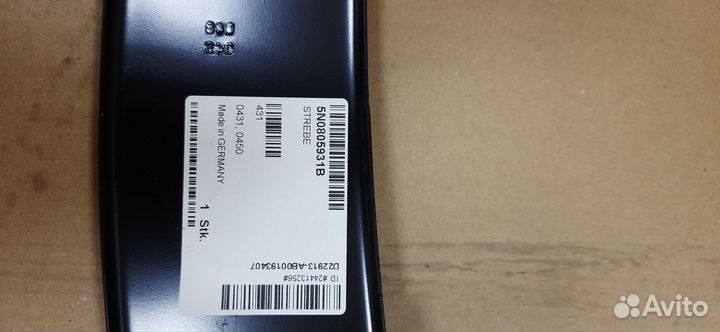 5N0805931B
STREBE
431
0431, 0450
Made in GERMANY
1 Stk.
D22913-AB00193407
ID #24413256#
Avito